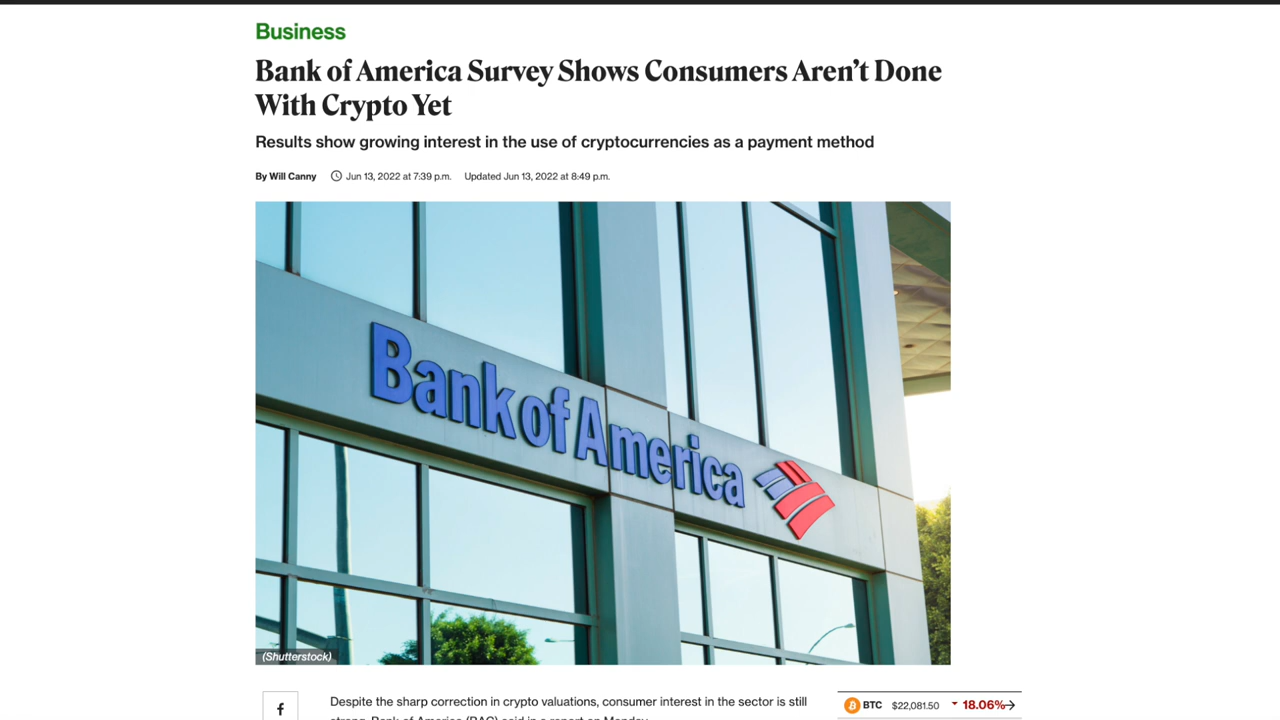 Business
Bank of America Survey Shows Consumers Aren’t Done
With Crypto Yet
Results show growing interest in the use of cryptocurrencies as a payment method
By Will Canny Jun 13, 2022 at 7:39 p.m. Updated Jun 13, 2022 at 8:49 p.m.
Bank of America
(Shutterstock)
f
Despite the sharp correction in crypto valuations, consumer interest in the sector is still
strong, Bank of America (BAC) said in a report on Monday.
BTC $22,081.50 18.06%